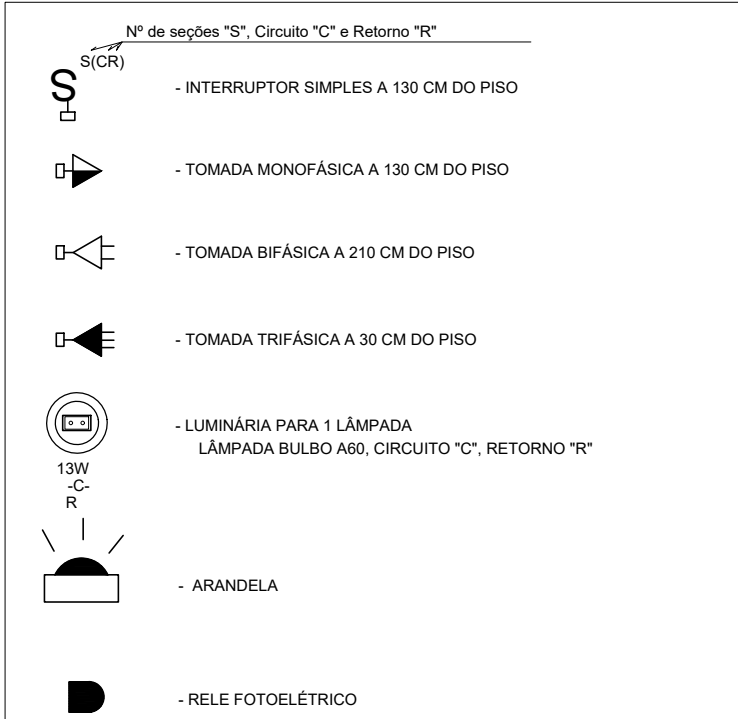 Nº de seções "S", Circuito "C" e Retorno "R"
S(CR)
S
- INTERRUPTOR SIMPLES A 130 CM DO PISO
- TOMADA MONOFÁSICA A 130 CM DO PISO
- TOMADA BIFÁSICA A 210 CM DO PISO
- TOMADA TRIFÁSICA A 30 CM DO PISO
- LUMINÁRIA PARA 1 LÂMPADA
LÂMPADA BULBO A60, CIRCUITO "C", RETORNO "R"
13W
-C-
R
- ARANDELA
- RELE FOTOELÉTRICO